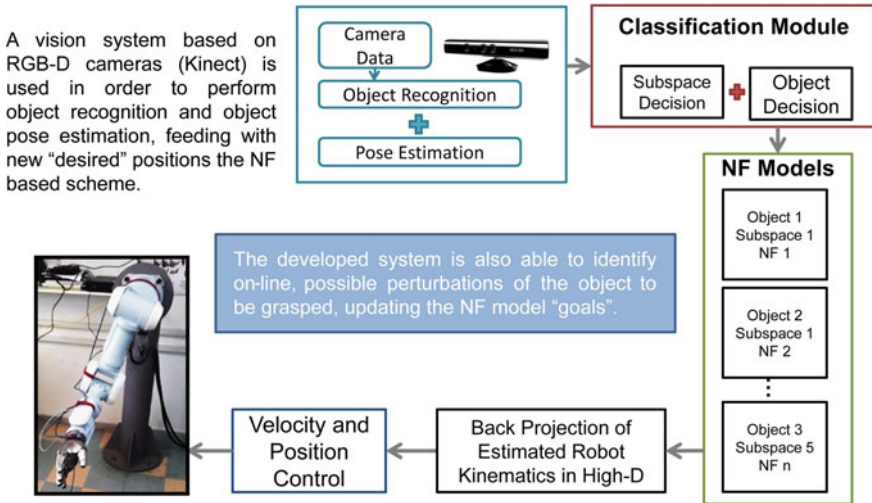 A vision system based on
RGB-D cameras (Kinect) is
used in order to perform
object recognition and object
pose estimation, feeding with
new “desired” positions the NF
based scheme.
Camera
Data
Object Recognition
Pose Estimation
Classification Module
Subspace
Decision
Object
Decision
NF Models
Object 1
Subspace 1
NF 1
Object 2
Subspace 1
NF 2
Object 3
Subspace 5
NF n
The developed system is also able to identify
on-line, possible perturbations of the object to
be grasped, updating the NF model “goals”.
Back Projection of
Estimated Robot
Kinematics in High-D
Velocity and
Position
Control